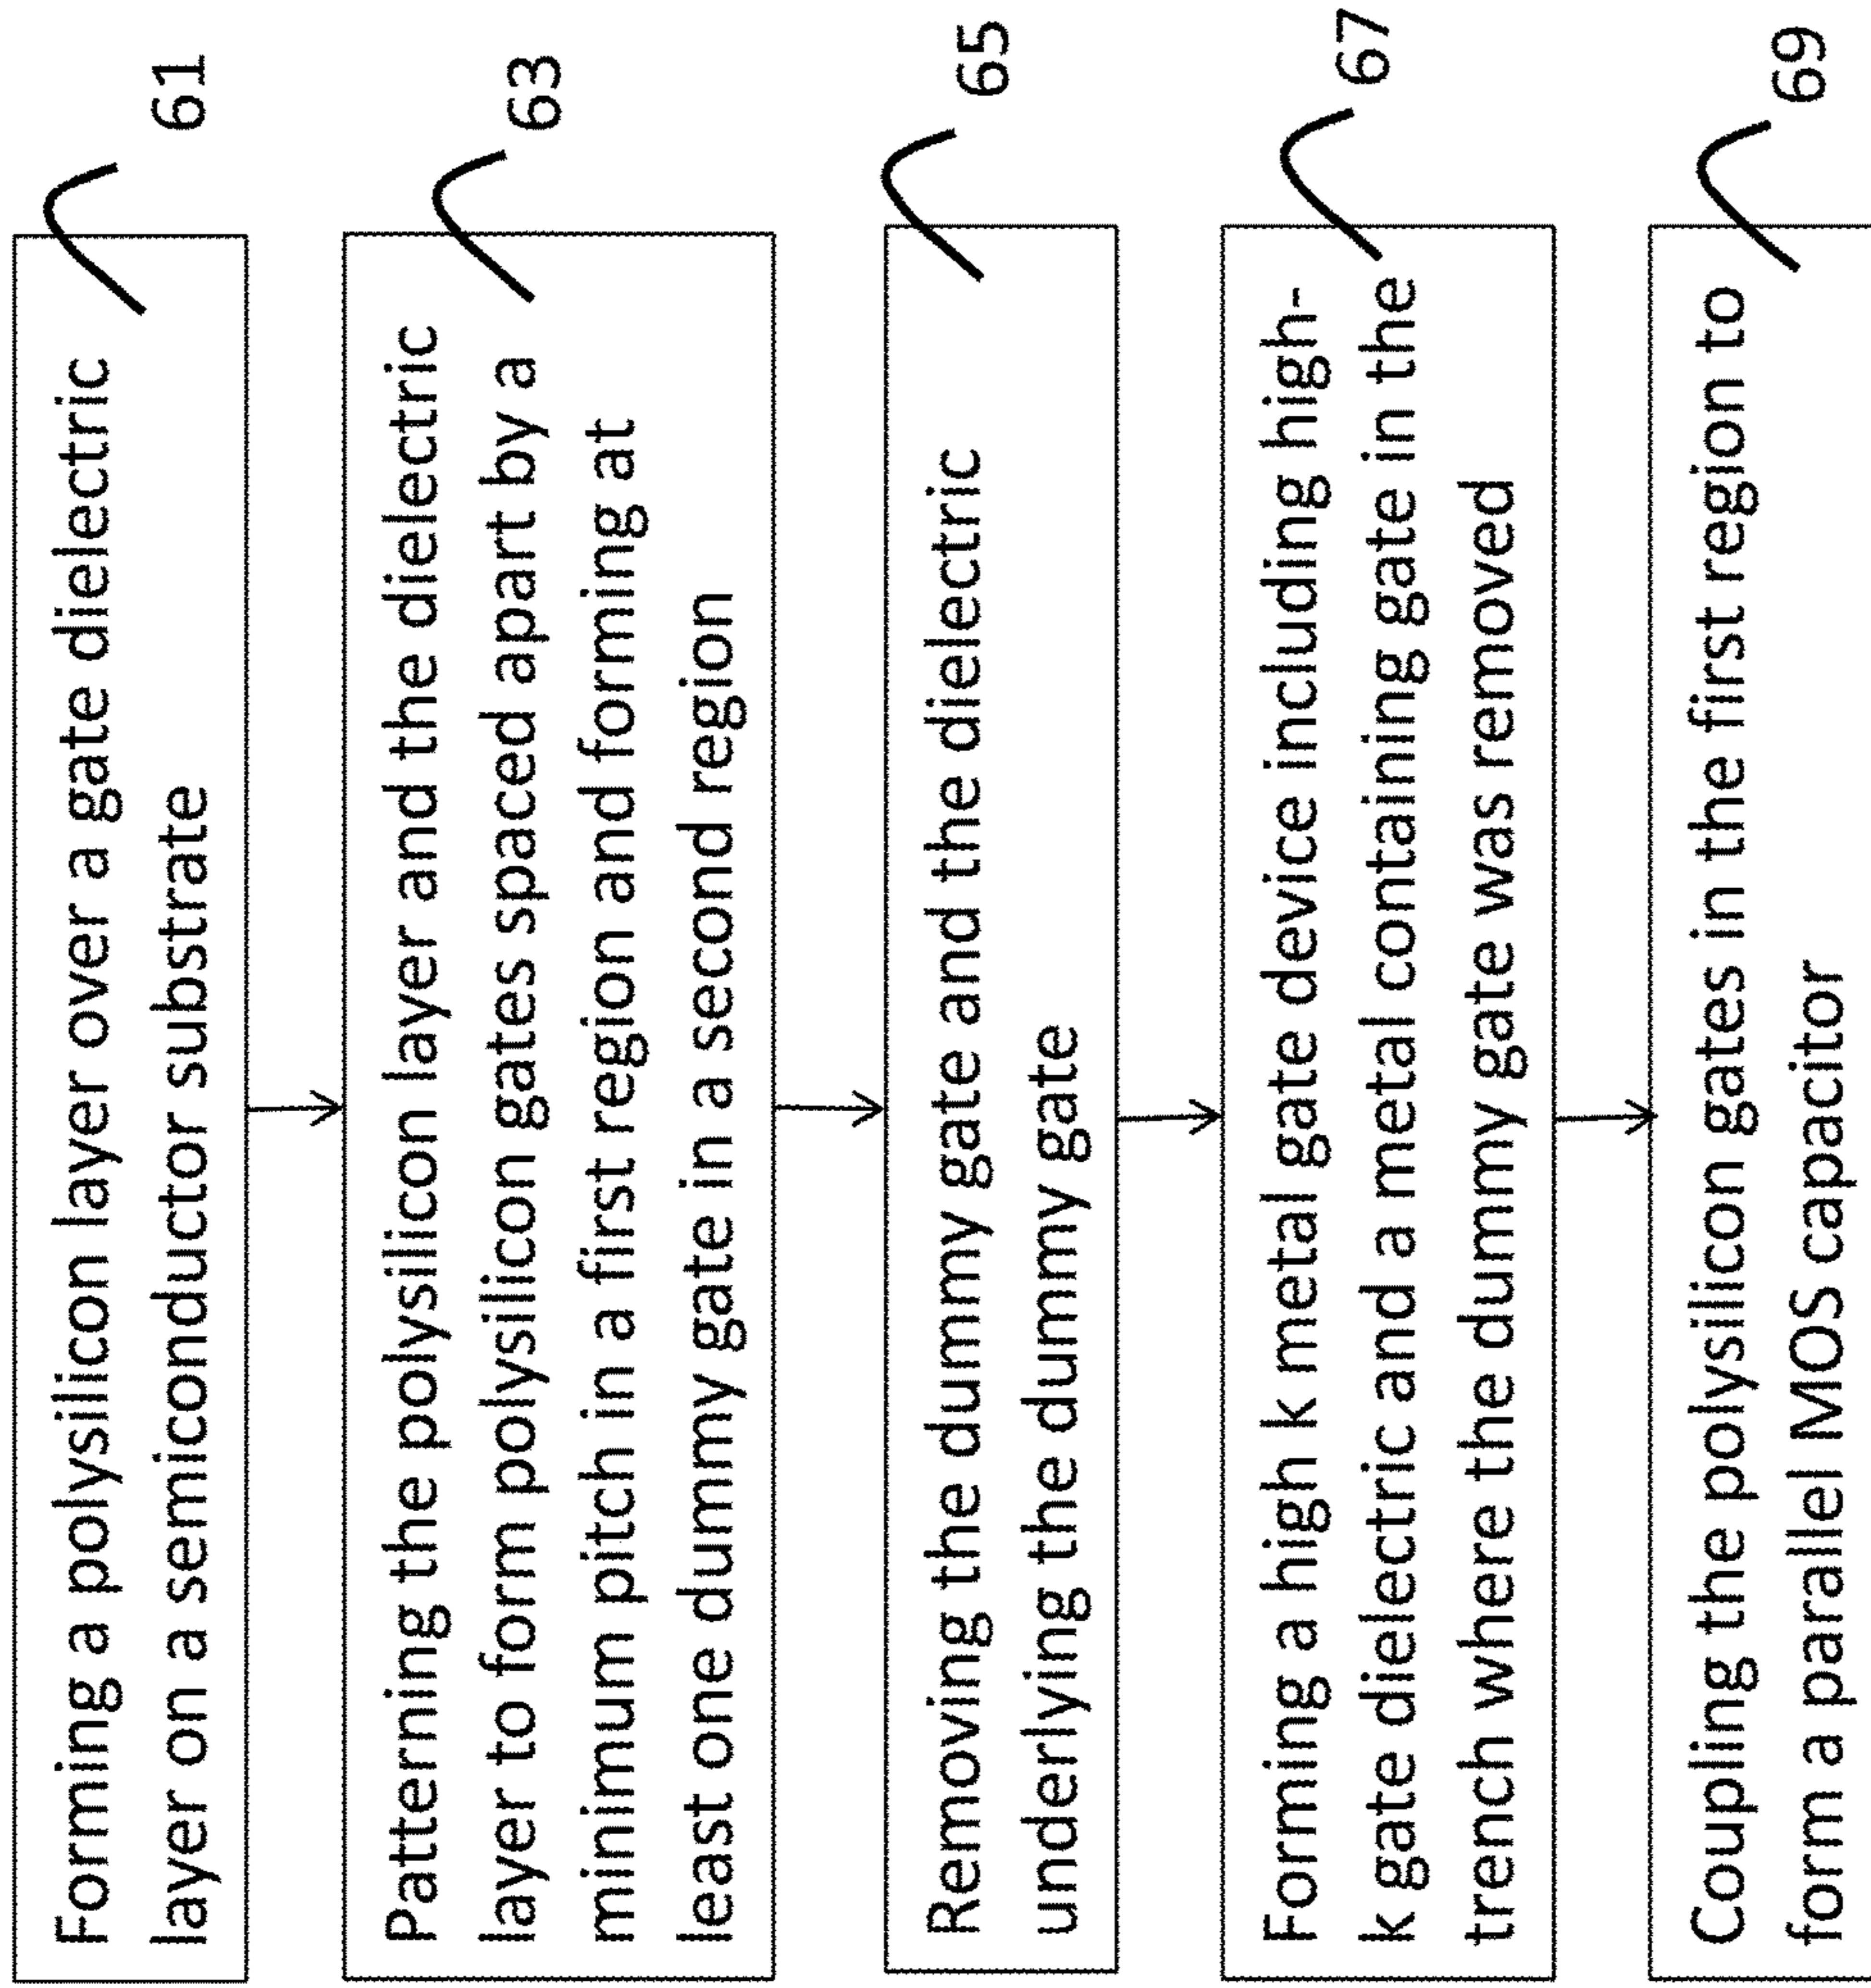 Forming a polysilicon layer over a gate dielectric
layer on a semiconductor substrate
61
Patterning the polysilicon layer and the dielectric
layer to form polysilicon gates spaced apart by a
minimum pitch in a first region and forming at
least one dummy gate in a second region
63
Removing the dummy gate and the dielectric
underlying the dummy gate
65
Forming a high k metal gate device including high-
k gate dielectric and a metal containing gate in the
trench where the dummy gate was removed
67
Coupling the polysilicon gates in the first region to
form a parallel MOS capacitor
69